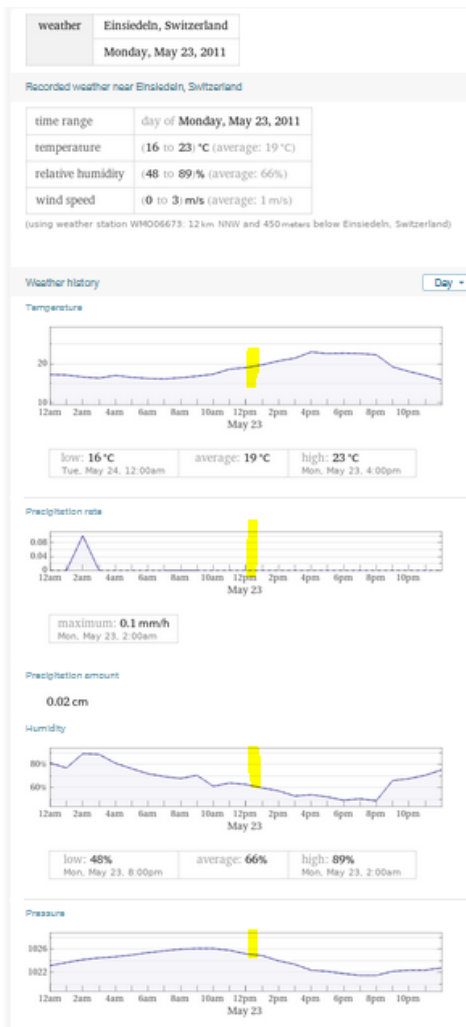 weather Einsiedeln, Switzerland
Monday, May 23, 2011
Recorded weather near Einsiedeln, Switzerland
time range day of Monday, May 23, 2011
temperature (16 to 23) °C (average: 19 °C)
relative humidity (48 to 89)% (average: 66%)
wind speed (0 to 3) m/s (average: 1 m/s)
(using weather station WMO06673: 12 km NNW and 450 meters below Einsiedeln, Switzerland)
Weather history Day
Temperature
20
10
12am 2am 4am 6am 8am 10am 12pm 2pm 4pm 6pm 8pm 10pm
May 23
low: 16 °C average: 19 °C high: 23 °C
Tue, May 24, 12:00am Mon, May 23, 4:00pm
Precipitation rate
0.08
0.04
0
12am 2am 4am 6am 8am 10am 12pm 2pm 4pm 6pm 8pm 10pm
May 23
maximum: 0.1 mm/h
Mon, May 23, 2:00am
Precipitation amount
0.02 cm
Humidity
80%
60%
12am 2am 4am 6am 8am 10am 12pm 2pm 4pm 6pm 8pm 10pm
May 23
low: 48% average: 66% high: 89%
Mon, May 23, 8:00pm Mon, May 23, 2:00am
Pressure
1026
1022
12am 2am 4am 6am 8am 10am 12pm 2pm 4pm 6pm 8pm 10pm
May 23